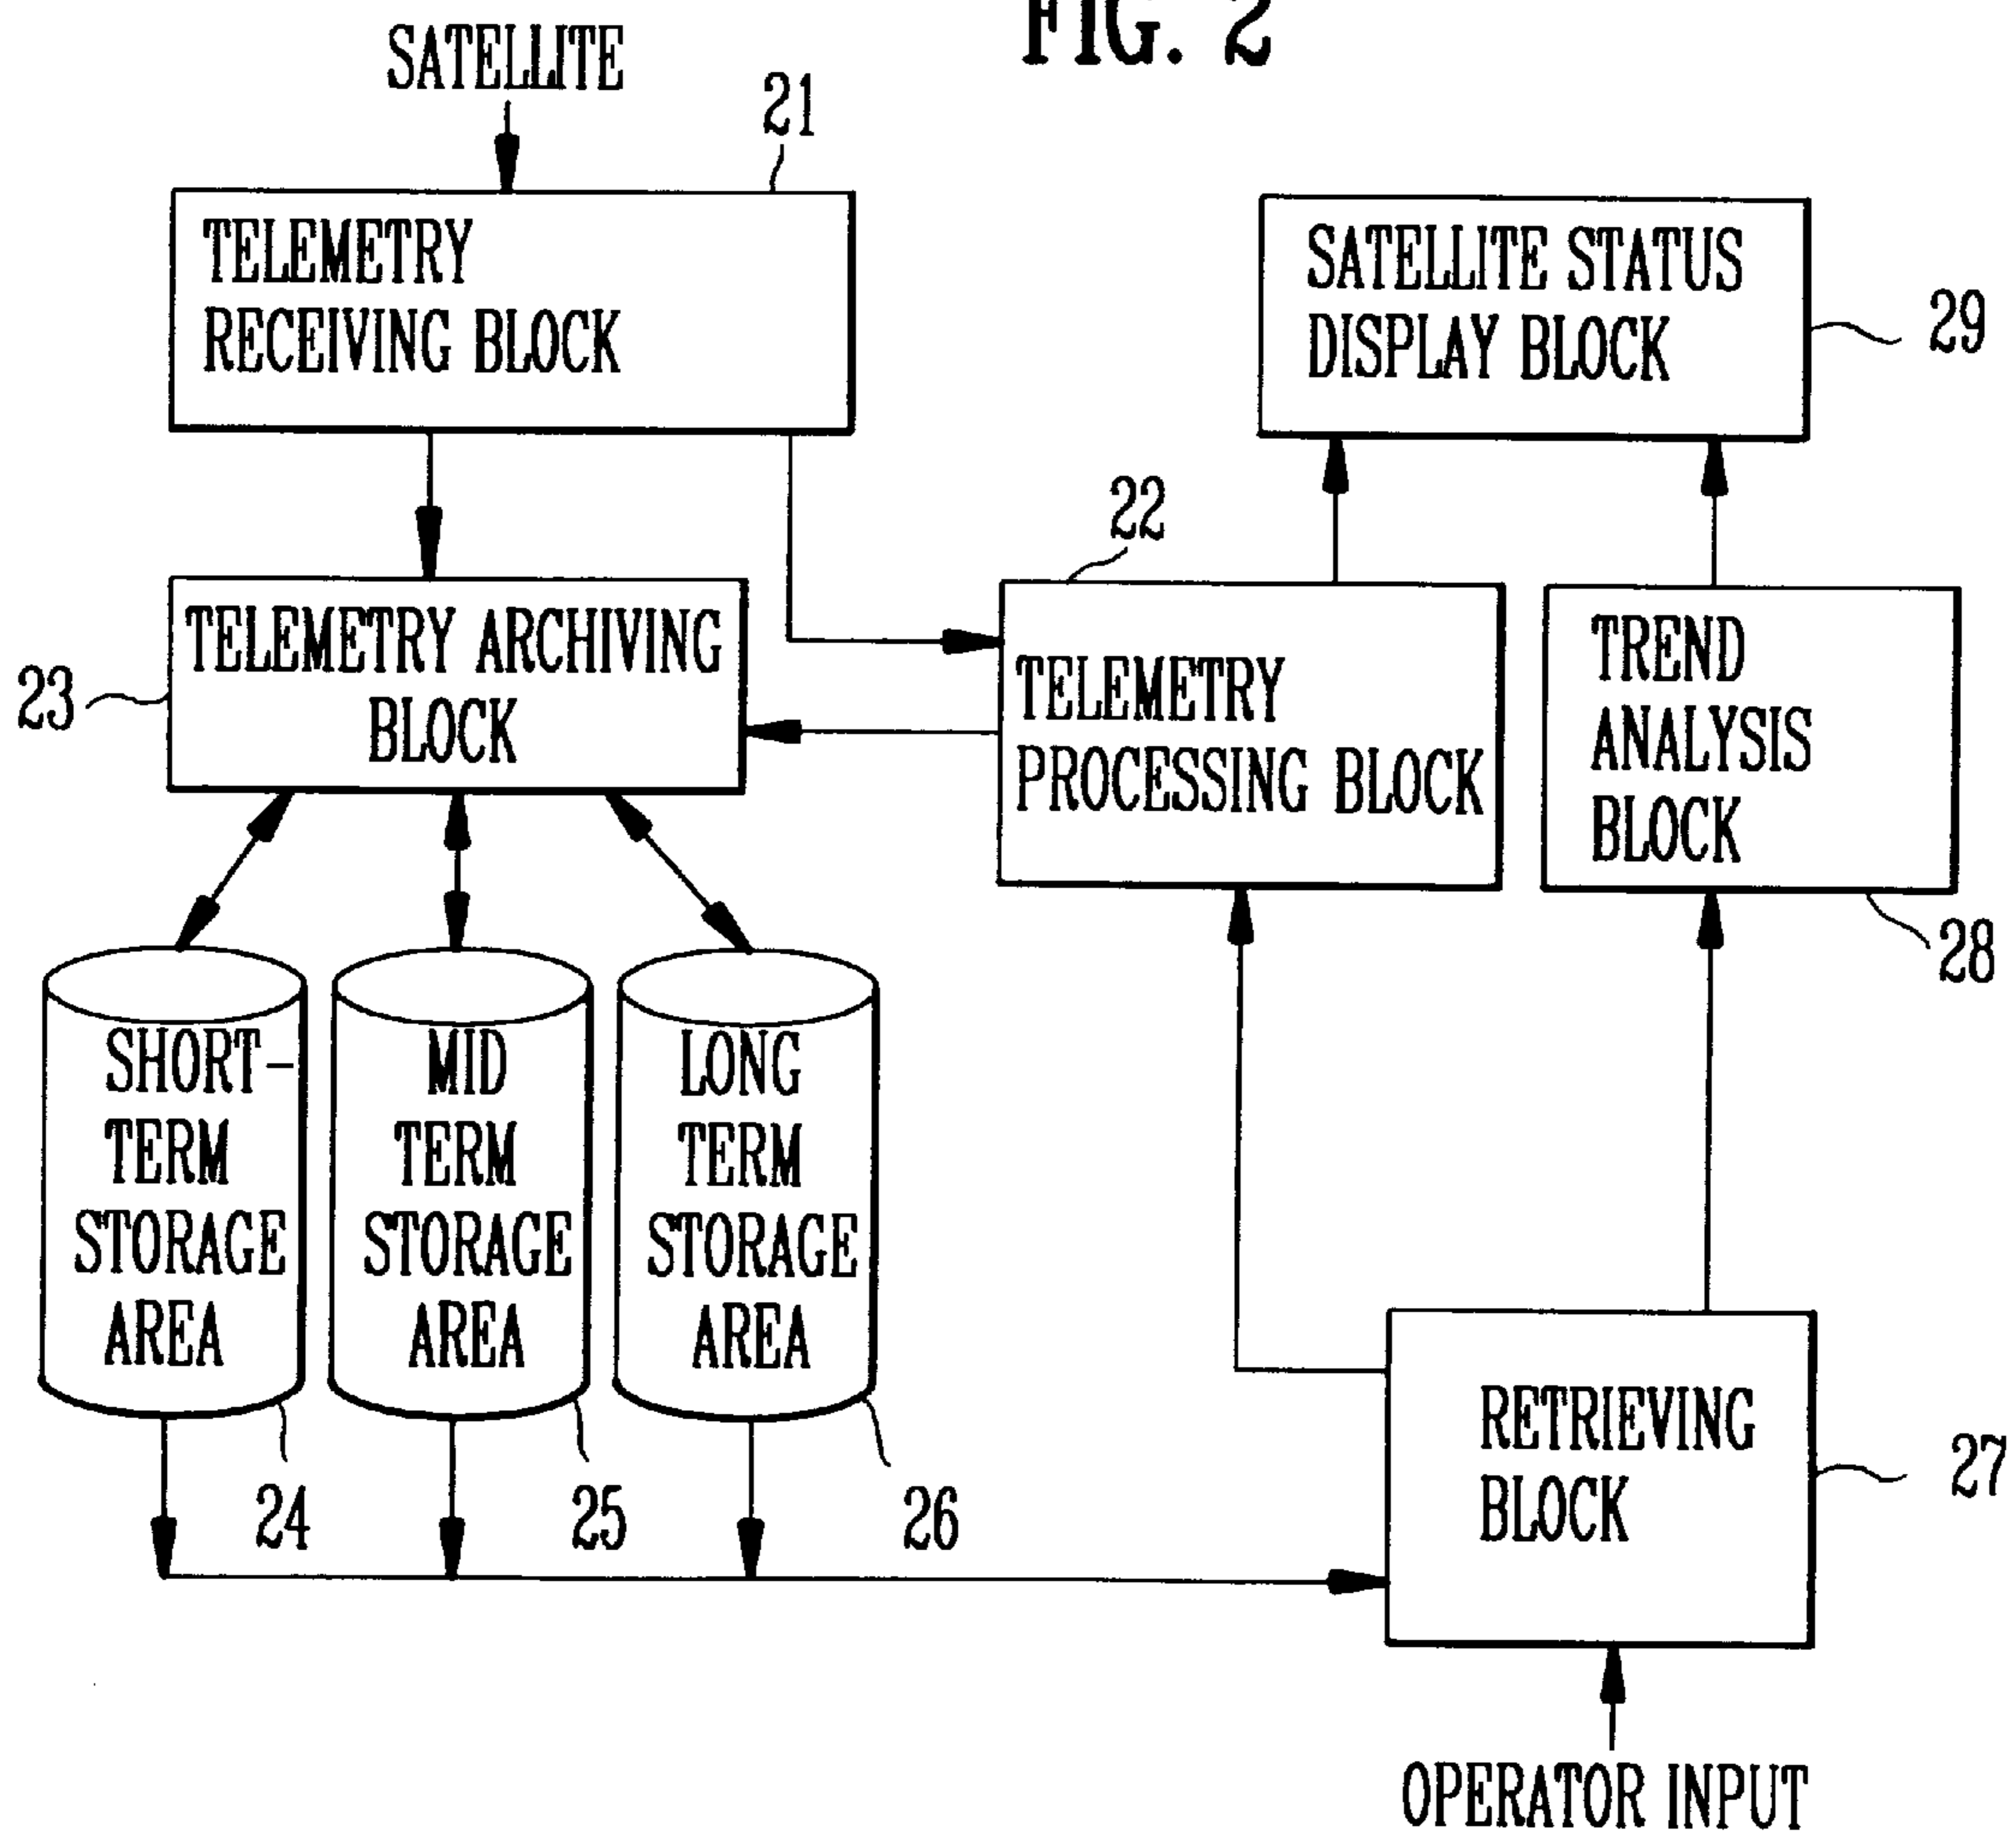 FIG. 2
SATELLITE
21
TELEMETRY
RECEIVING BLOCK
SATELLITE STATUS
DISPLAY BLOCK
29
22
TELEMETRY ARCHIVING
BLOCK
23
TELEMETRY
PROCESSING BLOCK
TREND
ANALYSIS
BLOCK
28
SHORT-
TERM
STORAGE
AREA
MID
TERM
STORAGE
AREA
LONG
TERM
STORAGE
AREA
24
25
26
RETRIEVING
BLOCK
27
OPERATOR INPUT